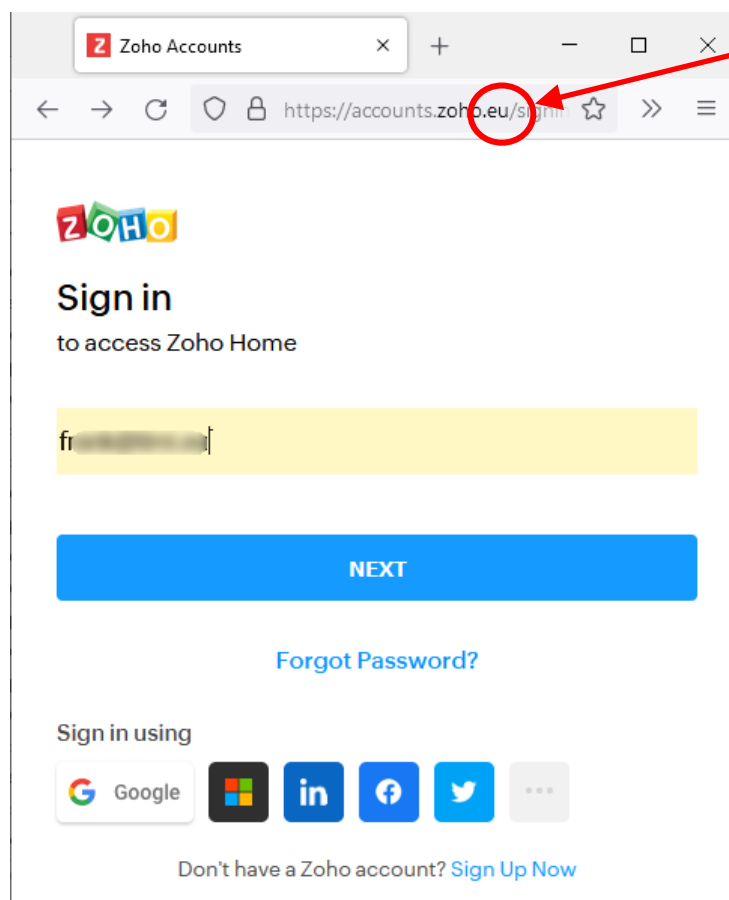 Zoho Accounts
https://accounts.zoho.eu/signin
ZOHO
Sign in
to access Zoho Home
NEXT
Forgot Password?
Sign in using
Google
Don't have a Zoho account? Sign Up Now